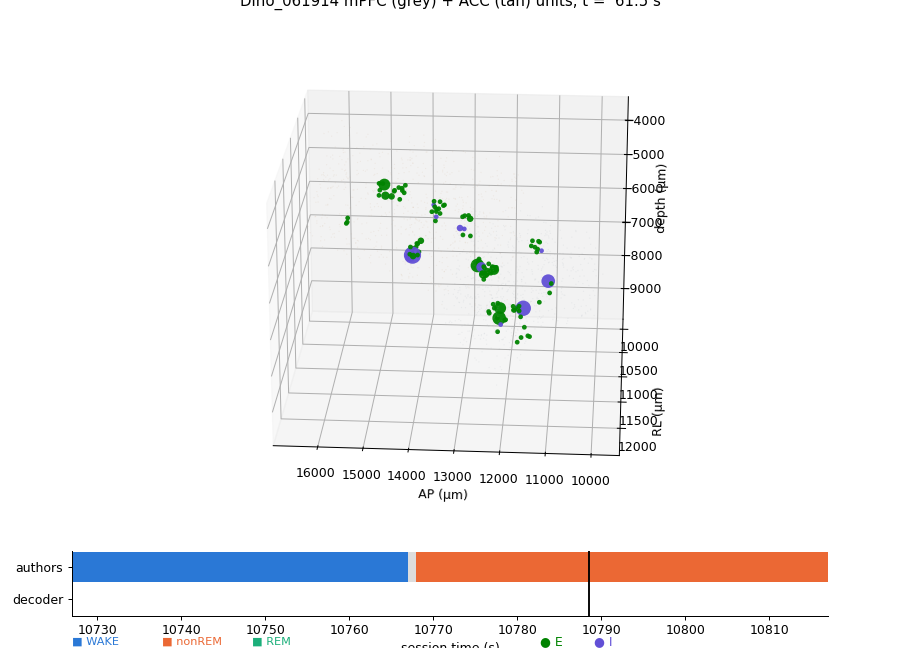 Dino_061914 mPFC (grey) + ACC (tan) units, t = 61.5 s
4000
5000
6000
7000
8000
9000
depth (μm)
10000
10500
11000
11500
12000
RL (μm)
16000 15000 14000 13000 12000 11000 10000
AP (μm)
authors
decoder
10730 10740 10750 10760 10770 10780 10790 10800 10810
session time (s)
WAKE nonREM REM E I